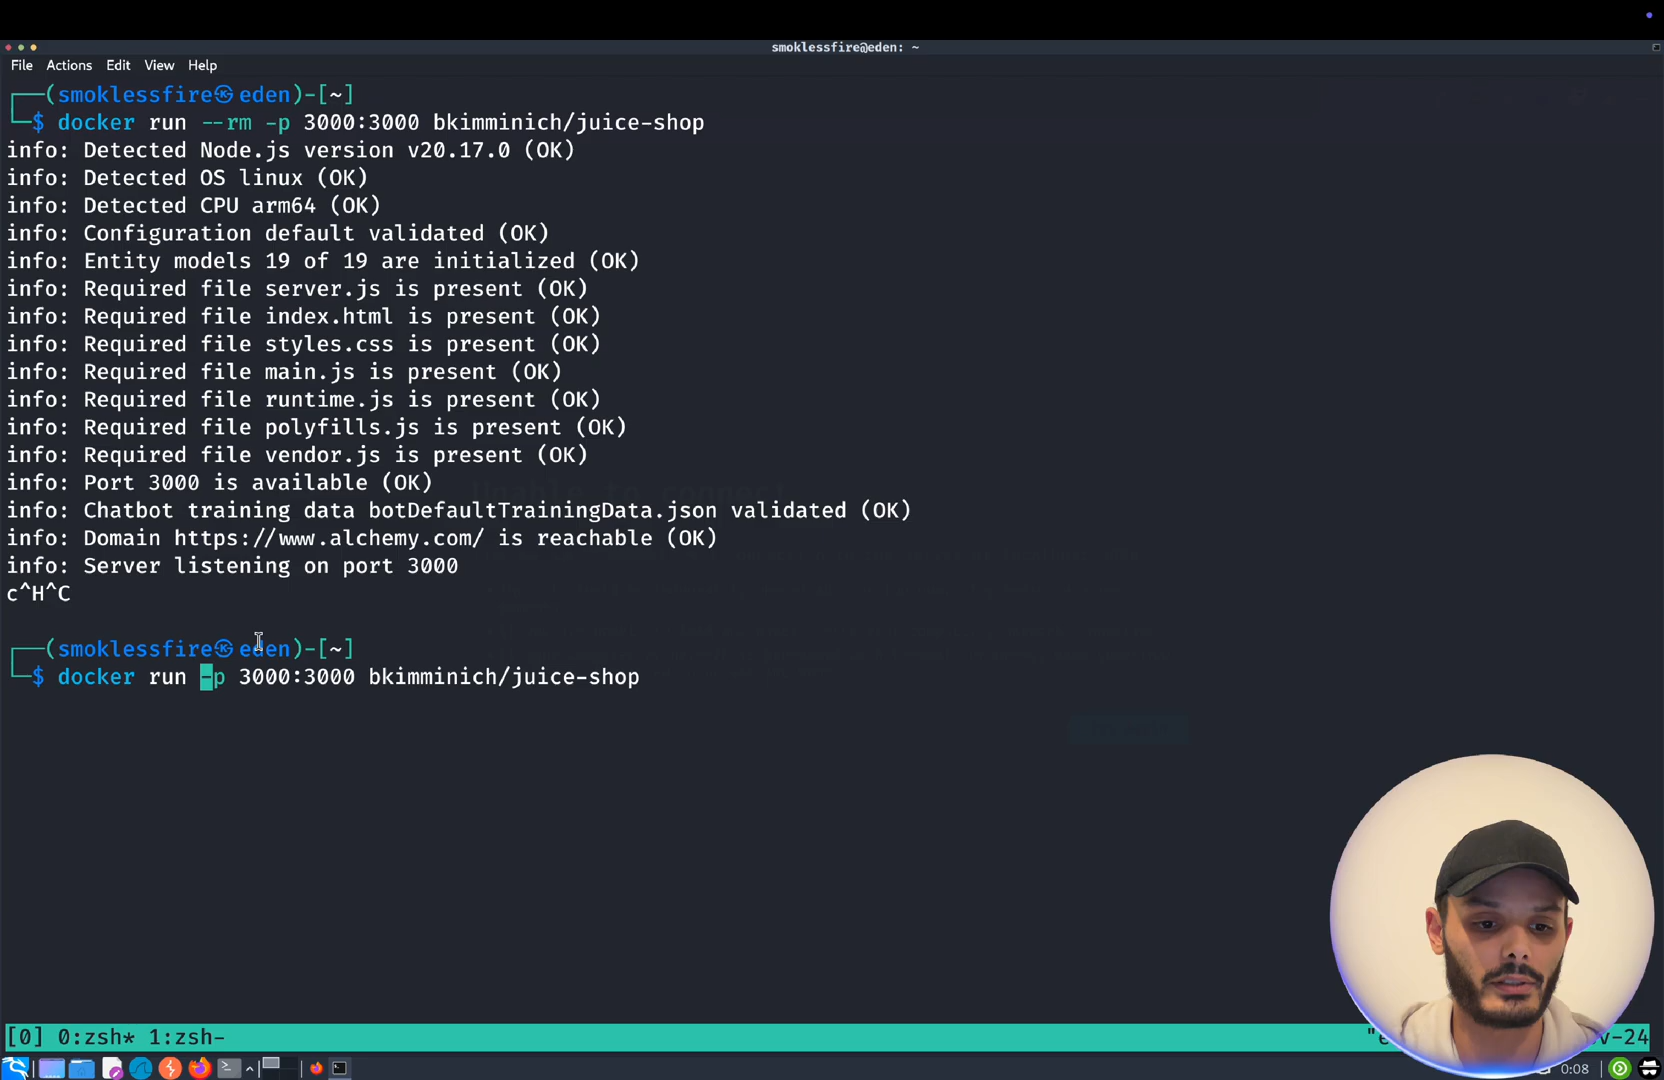 smoklessfire@eden: ~
File Actions Edit View Help
┌──(smoklessfire㉿eden)-[~]
└─$ docker run --rm -p 3000:3000 bkimminich/juice-shop
info: Detected Node.js version v20.17.0 (OK)
info: Detected OS linux (OK)
info: Detected CPU arm64 (OK)
info: Configuration default validated (OK)
info: Entity models 19 of 19 are initialized (OK)
info: Required file server.js is present (OK)
info: Required file index.html is present (OK)
info: Required file styles.css is present (OK)
info: Required file main.js is present (OK)
info: Required file runtime.js is present (OK)
info: Required file polyfills.js is present (OK)
info: Required file vendor.js is present (OK)
info: Port 3000 is available (OK)
info: Chatbot training data botDefaultTrainingData.json validated (OK)
info: Domain https://www.alchemy.com/ is reachable (OK)
info: Server listening on port 3000
c^H^C
┌──(smoklessfire㉿eden)-[~]
└─$ docker run -p 3000:3000 bkimminich/juice-shop
[0] 0:zsh* 1:zsh- "e v-24
0:08